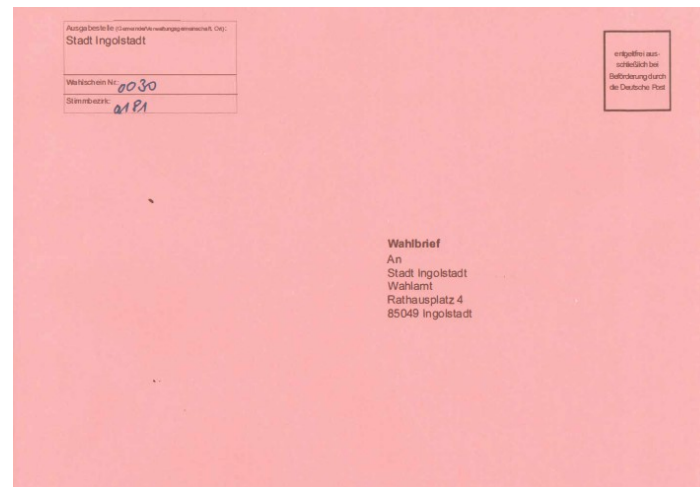 Ausgabestelle (Gemeinde/Verwaltungsgemeinschaft, Ort):
Stadt Ingolstadt
Wahlschein Nr: 0030
Stimmbezirk: 0181
entgeltfrei aus-
schließlich bei
Beförderung durch
die Deutsche Post
Wahlbrief
An
Stadt Ingolstadt
Wahlamt
Rathausplatz 4
85049 Ingolstadt